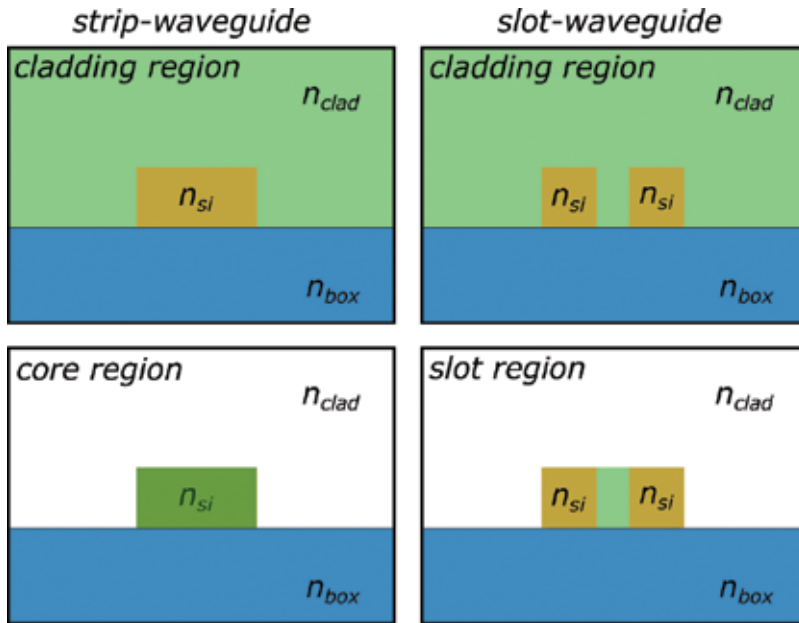 strip-waveguide
slot-waveguide
cladding region
n_clad
n_si
n_box
cladding region
n_clad
n_si
n_si
n_box
core region
n_clad
n_si
n_box
slot region
n_clad
n_si
n_si
n_box